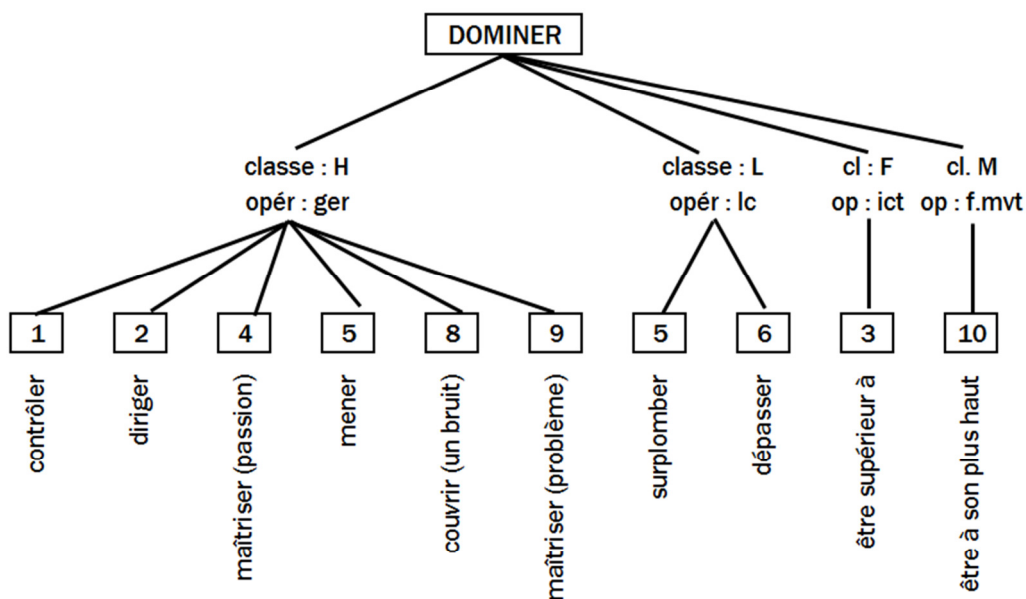 DOMINER
classe : H
opér : ger
classe : L
opér : lc
cl : F
op : ict
cl. M
op : f.mvt
1
2
4
5
8
9
5
6
3
10
contrôler
diriger
maîtriser (passion)
mener
couvrir (un bruit)
maîtriser (problème)
surplomber
dépasser
être supérieur à
être à son plus haut